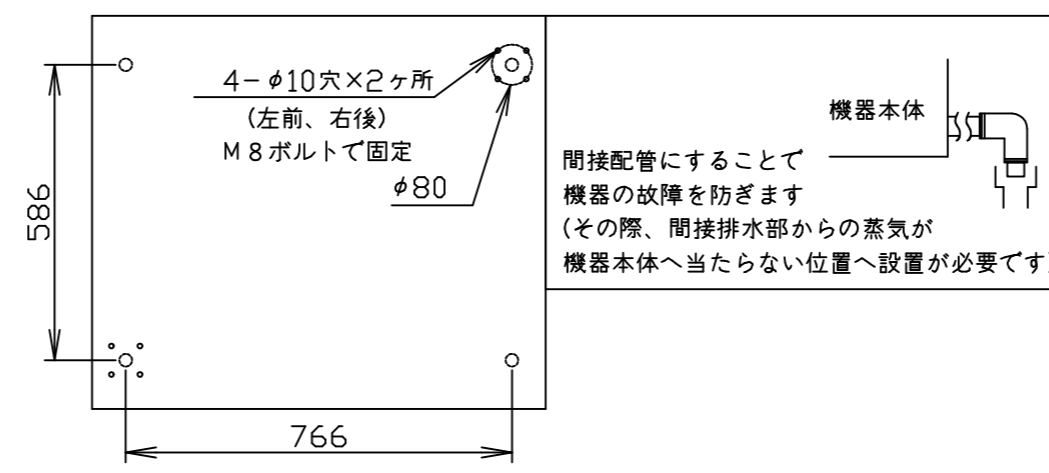 4-φ10穴×2ヶ所
(左前、右後)
M8ボルトで固定
φ80
586
766
機器本体
間接配管にすることで
機器の故障を防ぎます
(その際、間接排水部からの蒸気が
機器本体へ当たらない位置へ設置が必要です)